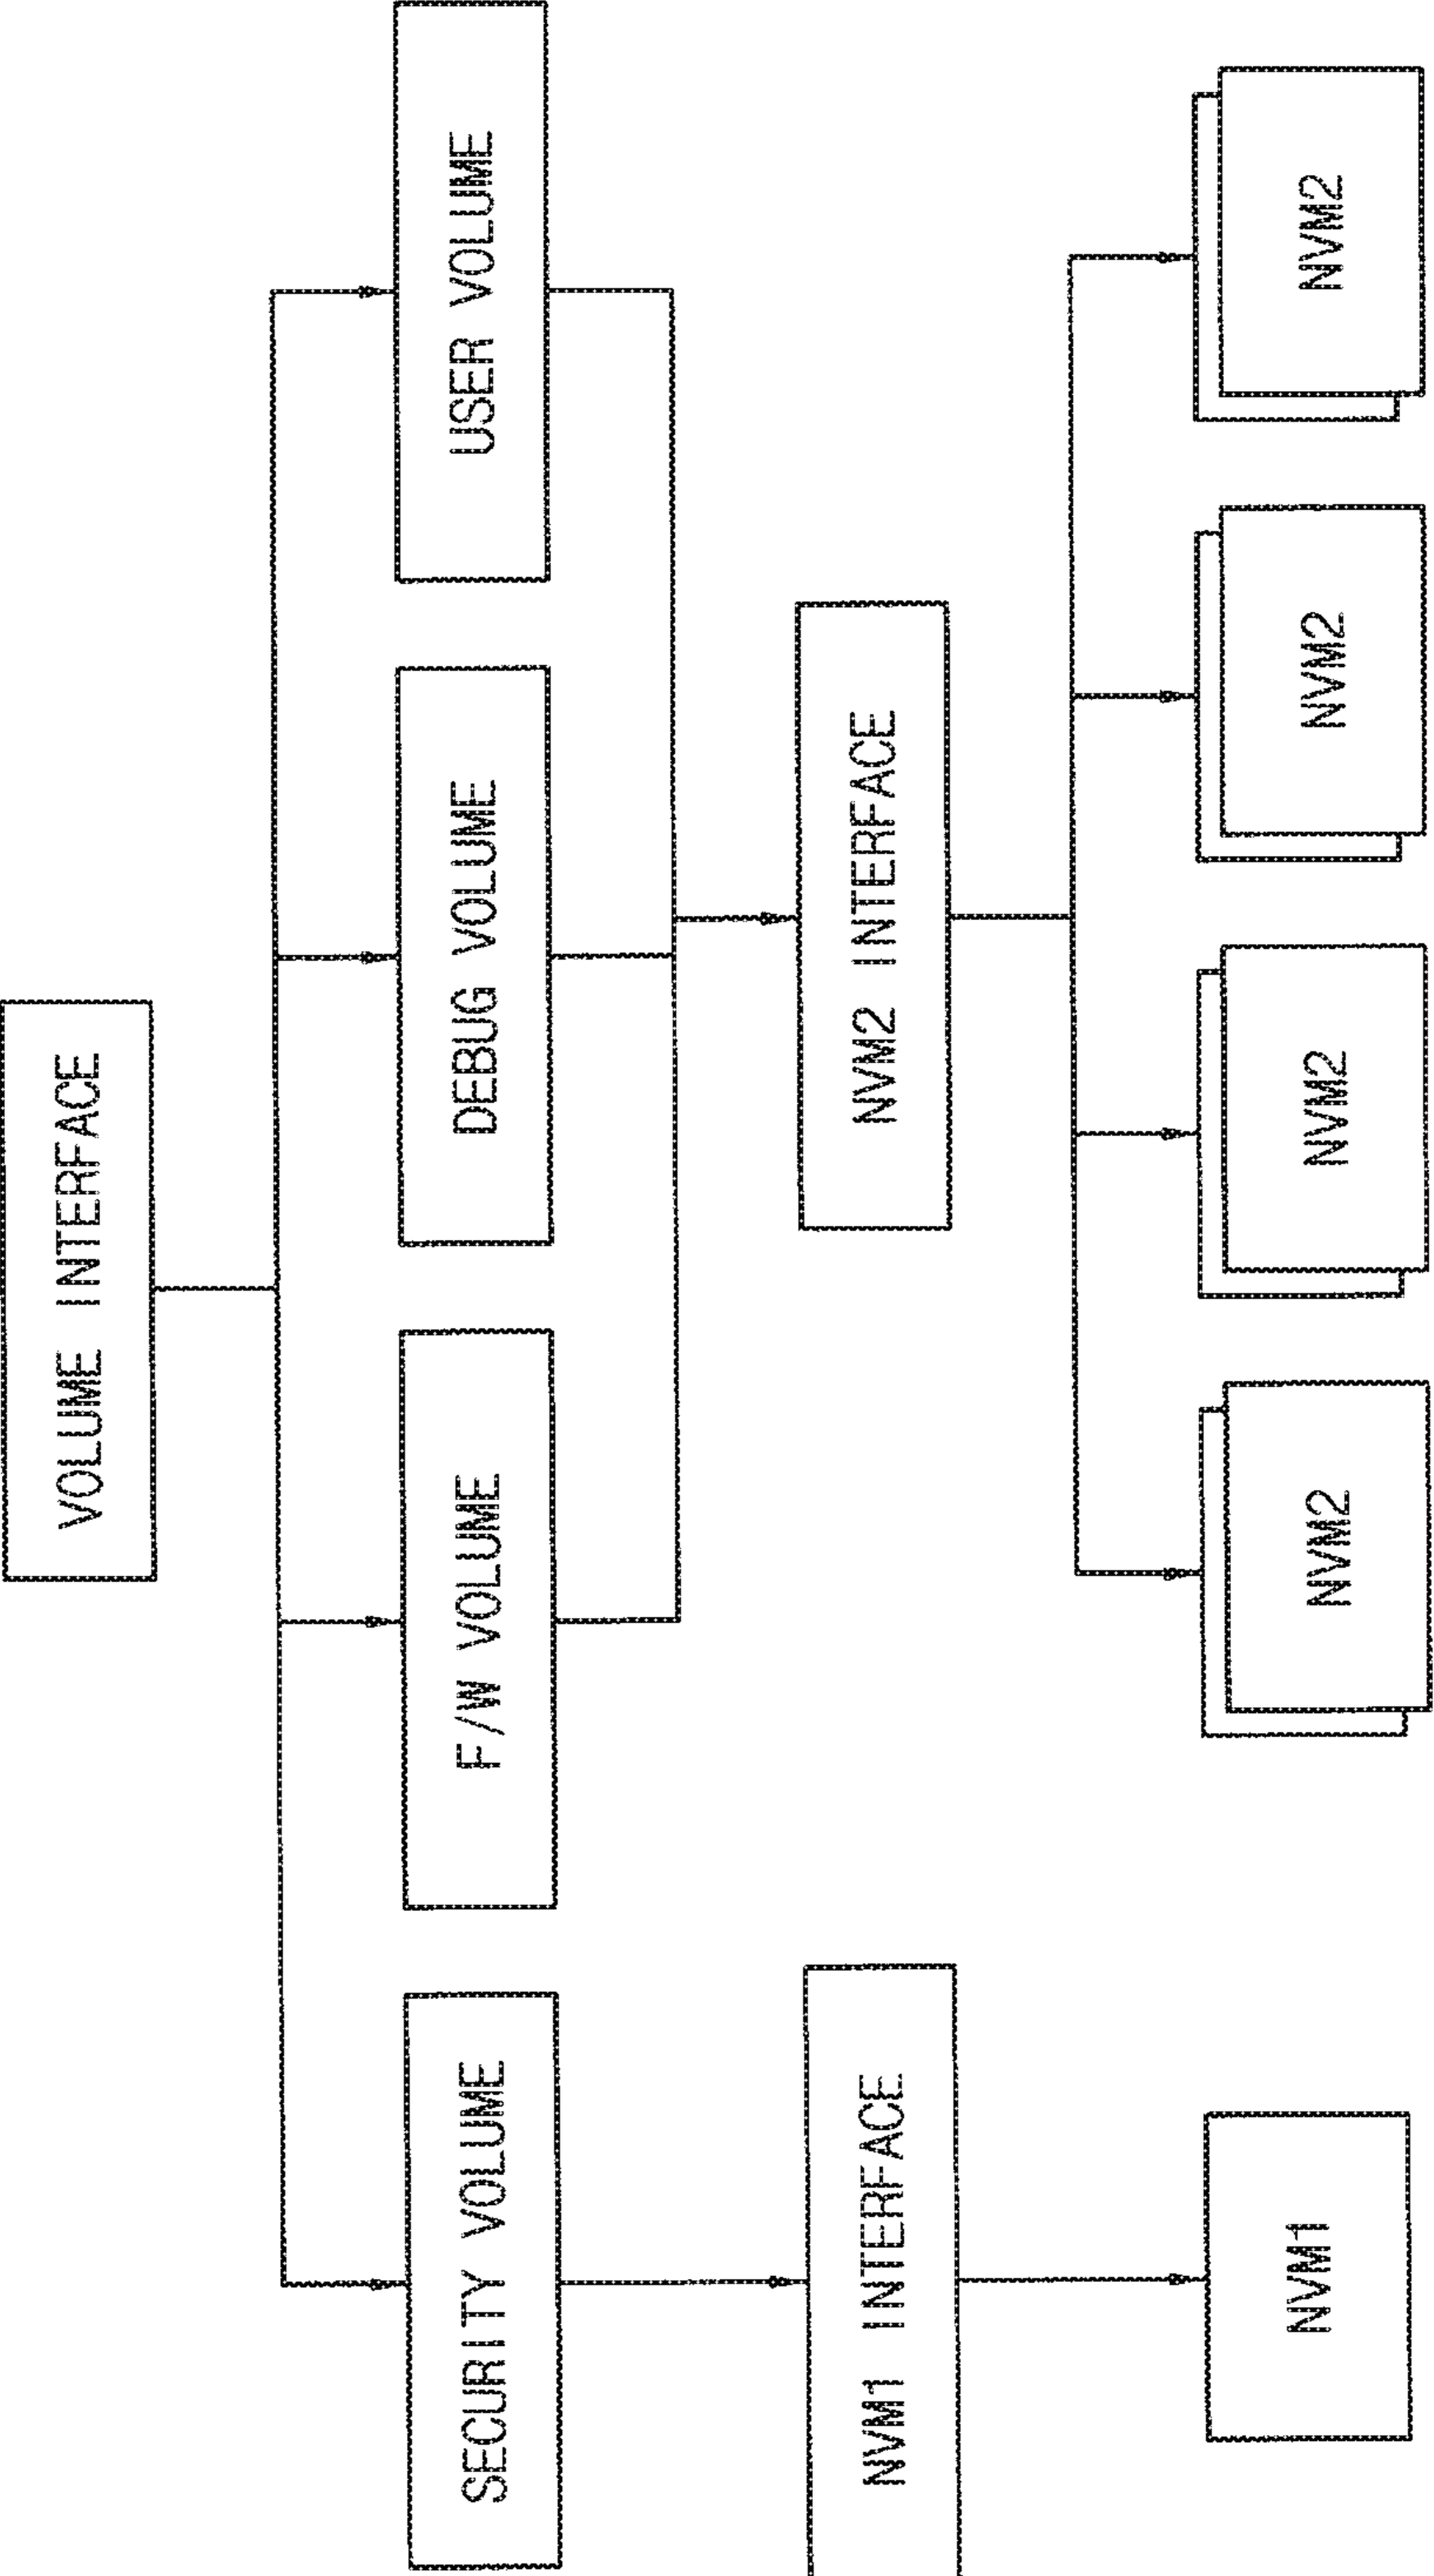 VOLUME INTERFACE
SECURITY VOLUME
F/W VOLUME
DEBUG VOLUME
USER VOLUME
NVM1 INTERFACE
NVM2 INTERFACE
NVM1
NVM2
NVM2
NVM2
NVM2